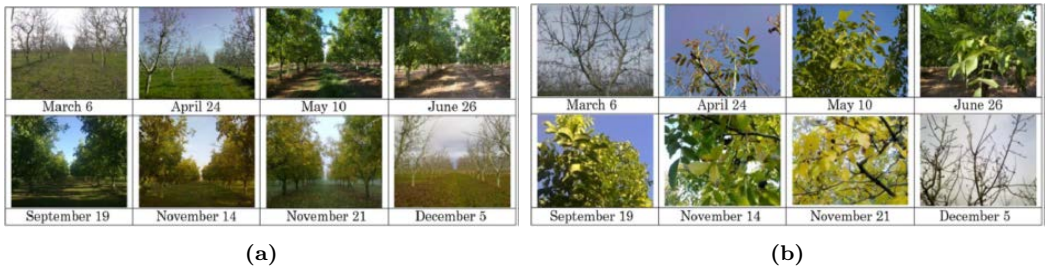 March 6 April 24 May 10 June 26
September 19 November 14 November 21 December 5
(a)
March 6 April 24 May 10 June 26
September 19 November 14 November 21 December 5
(b)